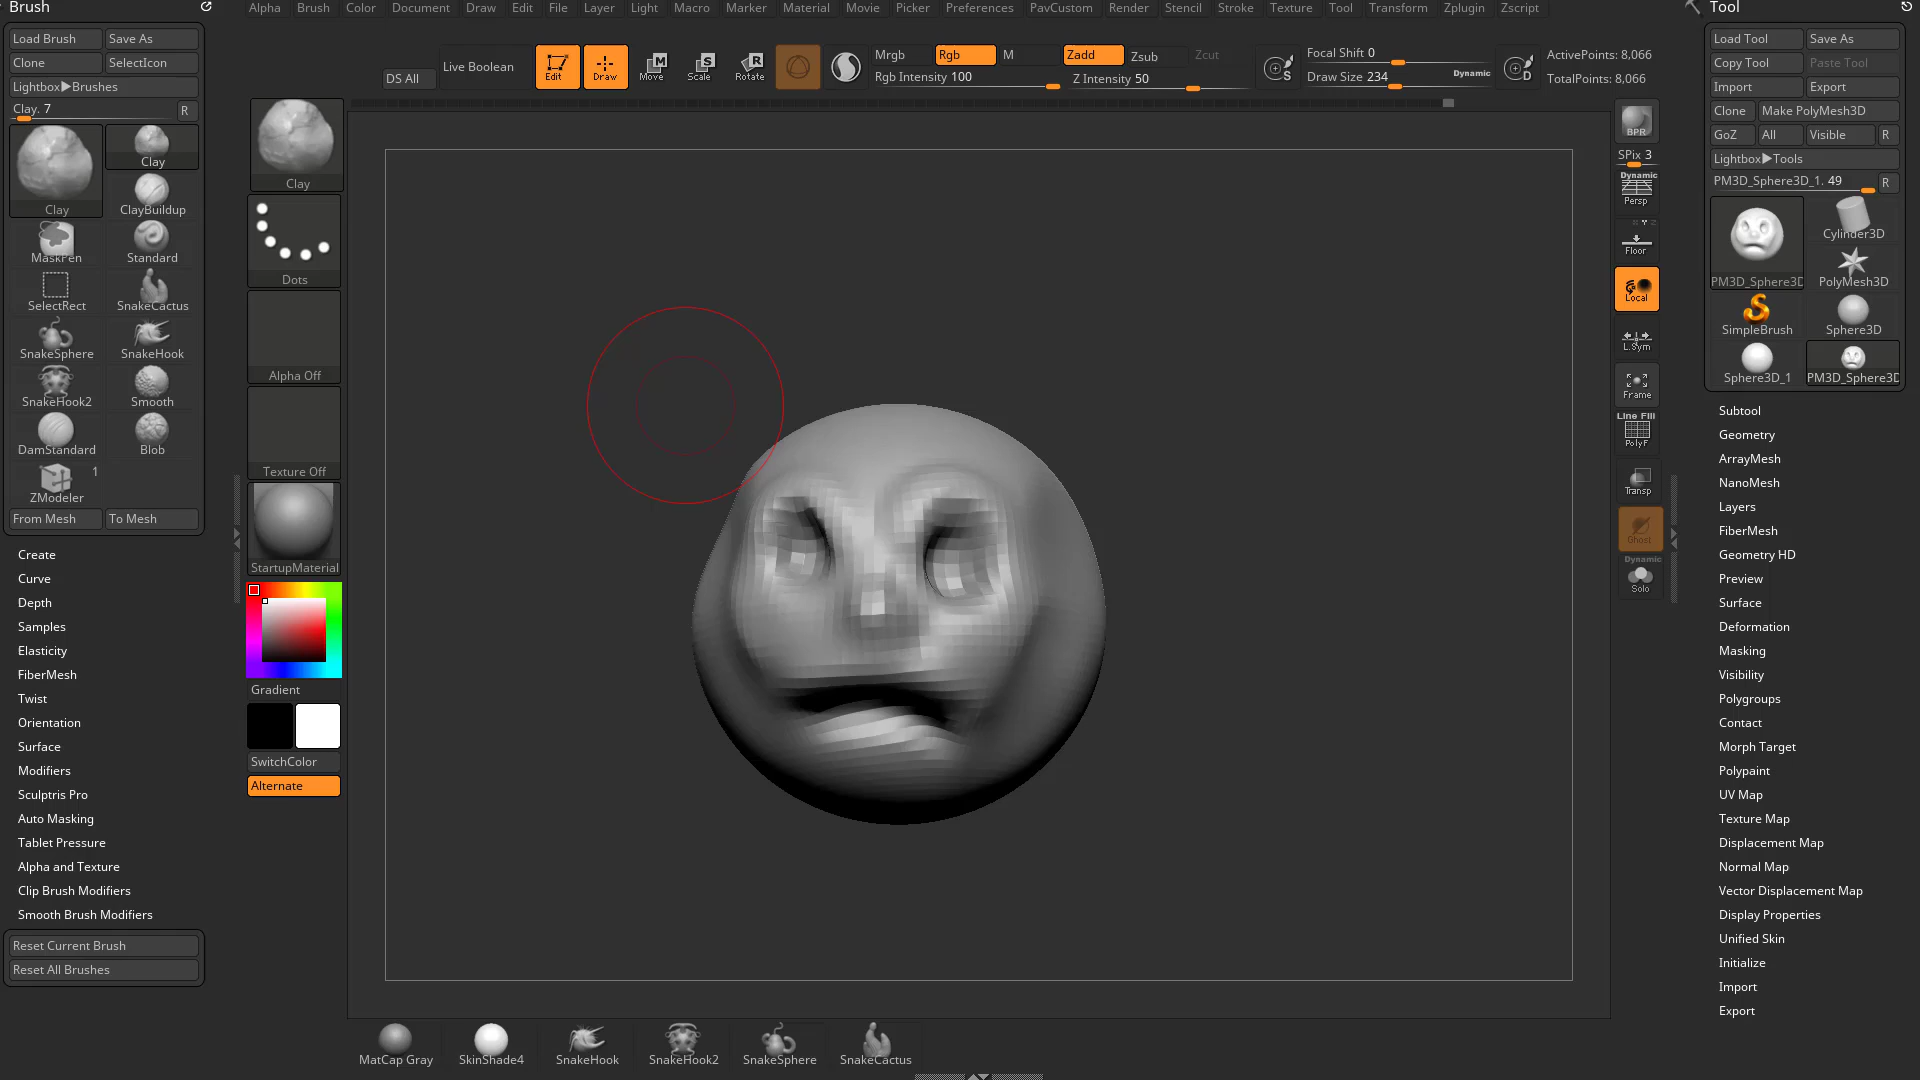 Brush
Alpha Brush Color Document Draw Edit File Layer Light Macro Marker Material Movie Picker Preferences PavCustom Render Stencil Stroke Texture Tool Transform Zplugin Zscript
Tool
Load Brush Save As
Clone SelectIcon
Lightbox▶Brushes
Clay. 7 R
Clay
Clay
ClayBuildup
MaskPen Standard
SelectRect SnakeCactus
SnakeSphere SnakeHook
SnakeHook2 Smooth
DamStandard Blob
1
ZModeler
From Mesh To Mesh
Create
Curve
Depth
Samples
Elasticity
FiberMesh
Twist
Orientation
Surface
Modifiers
Sculptris Pro
Auto Masking
Tablet Pressure
Alpha and Texture
Clip Brush Modifiers
Smooth Brush Modifiers
Reset Current Brush
Reset All Brushes
DS All
Live Boolean
Edit
Draw
Move
Scale
Rotate
Mrgb Rgb M
Rgb Intensity 100
Zadd Zsub Zcut
Z Intensity 50
S
Focal Shift 0
Draw Size 234 Dynamic
D
ActivePoints: 8,066
TotalPoints: 8,066
Clay
Dots
Alpha Off
Texture Off
StartupMaterial
Gradient
SwitchColor
Alternate
BPR
SPix 3
Dynamic
Persp
Floor
Local
L.Sym
Frame
Line Fill
PolyF
Transp
Ghost
Dynamic
Solo
Load Tool Save As
Copy Tool Paste Tool
Import Export
Clone Make PolyMesh3D
GoZ All Visible R
Lightbox▶Tools
PM3D_Sphere3D_1. 49 R
PM3D_Sphere3D
Cylinder3D
PolyMesh3D
SimpleBrush Sphere3D
Sphere3D_1 PM3D_Sphere3D
Subtool
Geometry
ArrayMesh
NanoMesh
Layers
FiberMesh
Geometry HD
Preview
Surface
Deformation
Masking
Visibility
Polygroups
Contact
Morph Target
Polypaint
UV Map
Texture Map
Displacement Map
Normal Map
Vector Displacement Map
Display Properties
Unified Skin
Initialize
Import
Export
MatCap Gray SkinShade4 SnakeHook SnakeHook2 SnakeSphere SnakeCactus